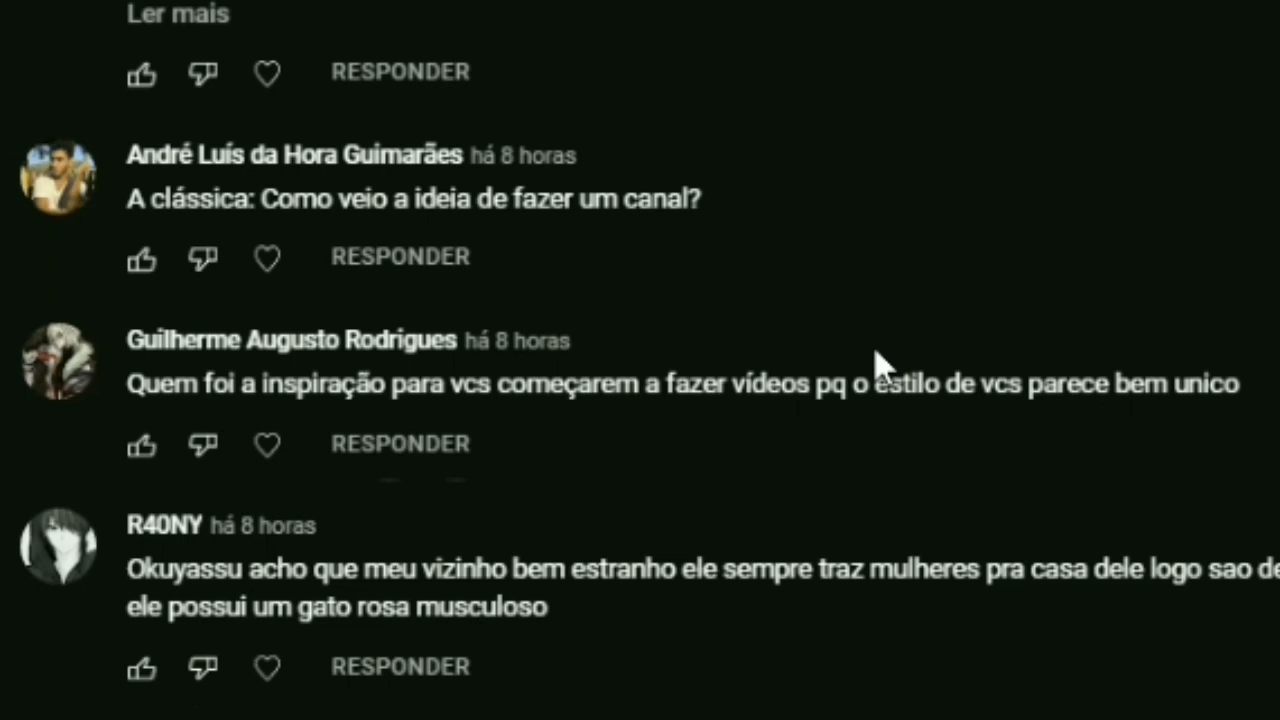 Ler mais
RESPONDER
André Luís da Hora Guimarães há 8 horas
A clássica: Como veio a ideia de fazer um canal?
RESPONDER
Guilherme Augusto Rodrigues há 8 horas
Quem foi a inspiração para vcs começarem a fazer vídeos pq o estilo de vcs parece bem unico
RESPONDER
R40NY há 8 horas
Okuyassu acho que meu vizinho bem estranho ele sempre traz mulheres pra casa dele logo sao
ele possui um gato rosa musculoso
RESPONDER